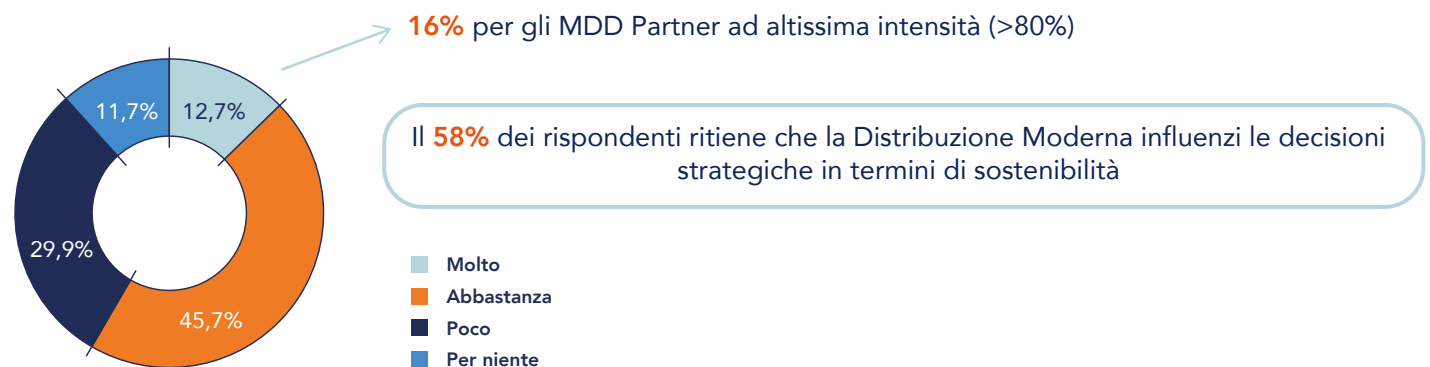 16% per gli MDD Partner ad altissima intensità (>80%)
11,7%
12,7%
Il 58% dei rispondenti ritiene che la Distribuzione Moderna influenzi le decisioni
strategiche in termini di sostenibilità
29,9%
45,7%
Molto
Abbastanza
Poco
Per niente